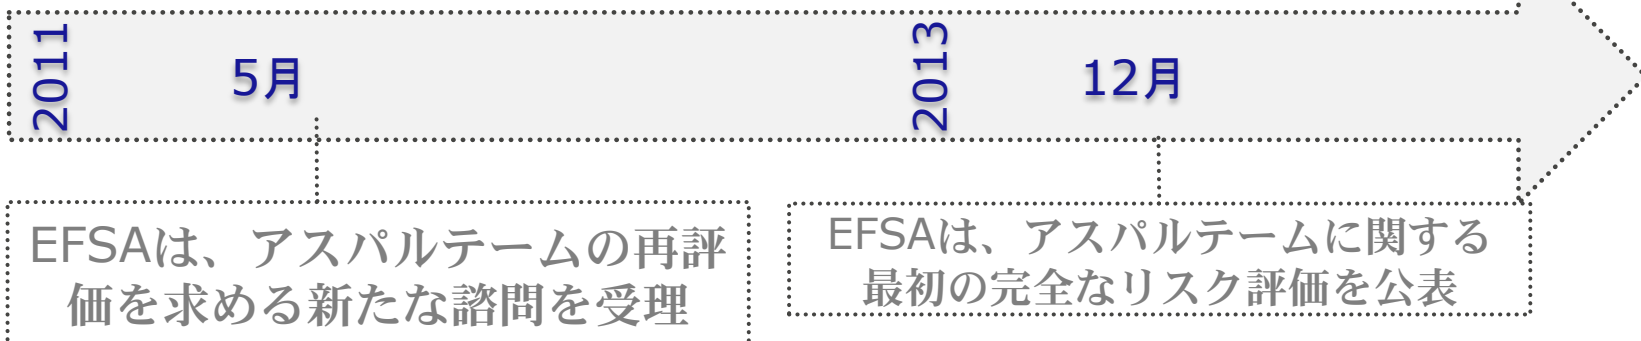 2011
5月
2013
12月
EFSAは、アスパルテームの再評
価を求める新たな諮問を受理
EFSAは、アスパルテームに関する
最初の完全なリスク評価を公表